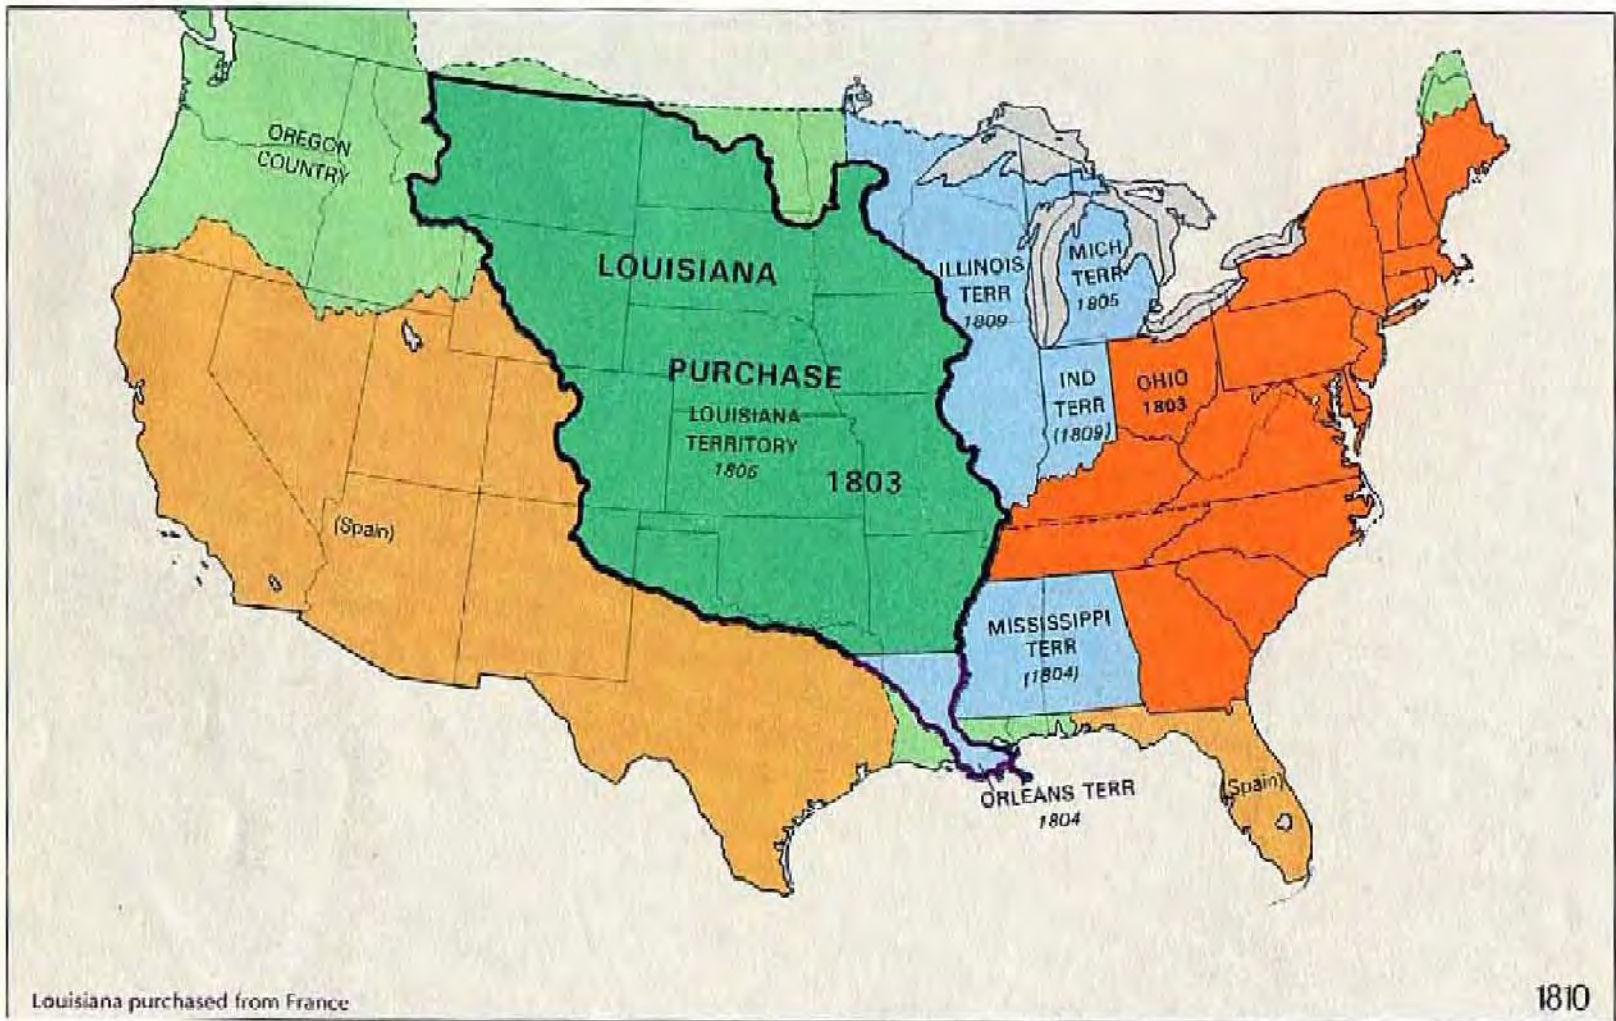 OREGON
COUNTRY
LOUISIANA
PURCHASE
LOUISIANA
TERRITORY
1806
1803
ILLINOIS
TERR
1809
MICH
TERR
1805
IND
TERR
(1809)
OHIO
1803
(Spain)
MISSISSIPPI
TERR
(1804)
ORLEANS TERR
1804
(Spain)
Louisiana purchased from France
1810